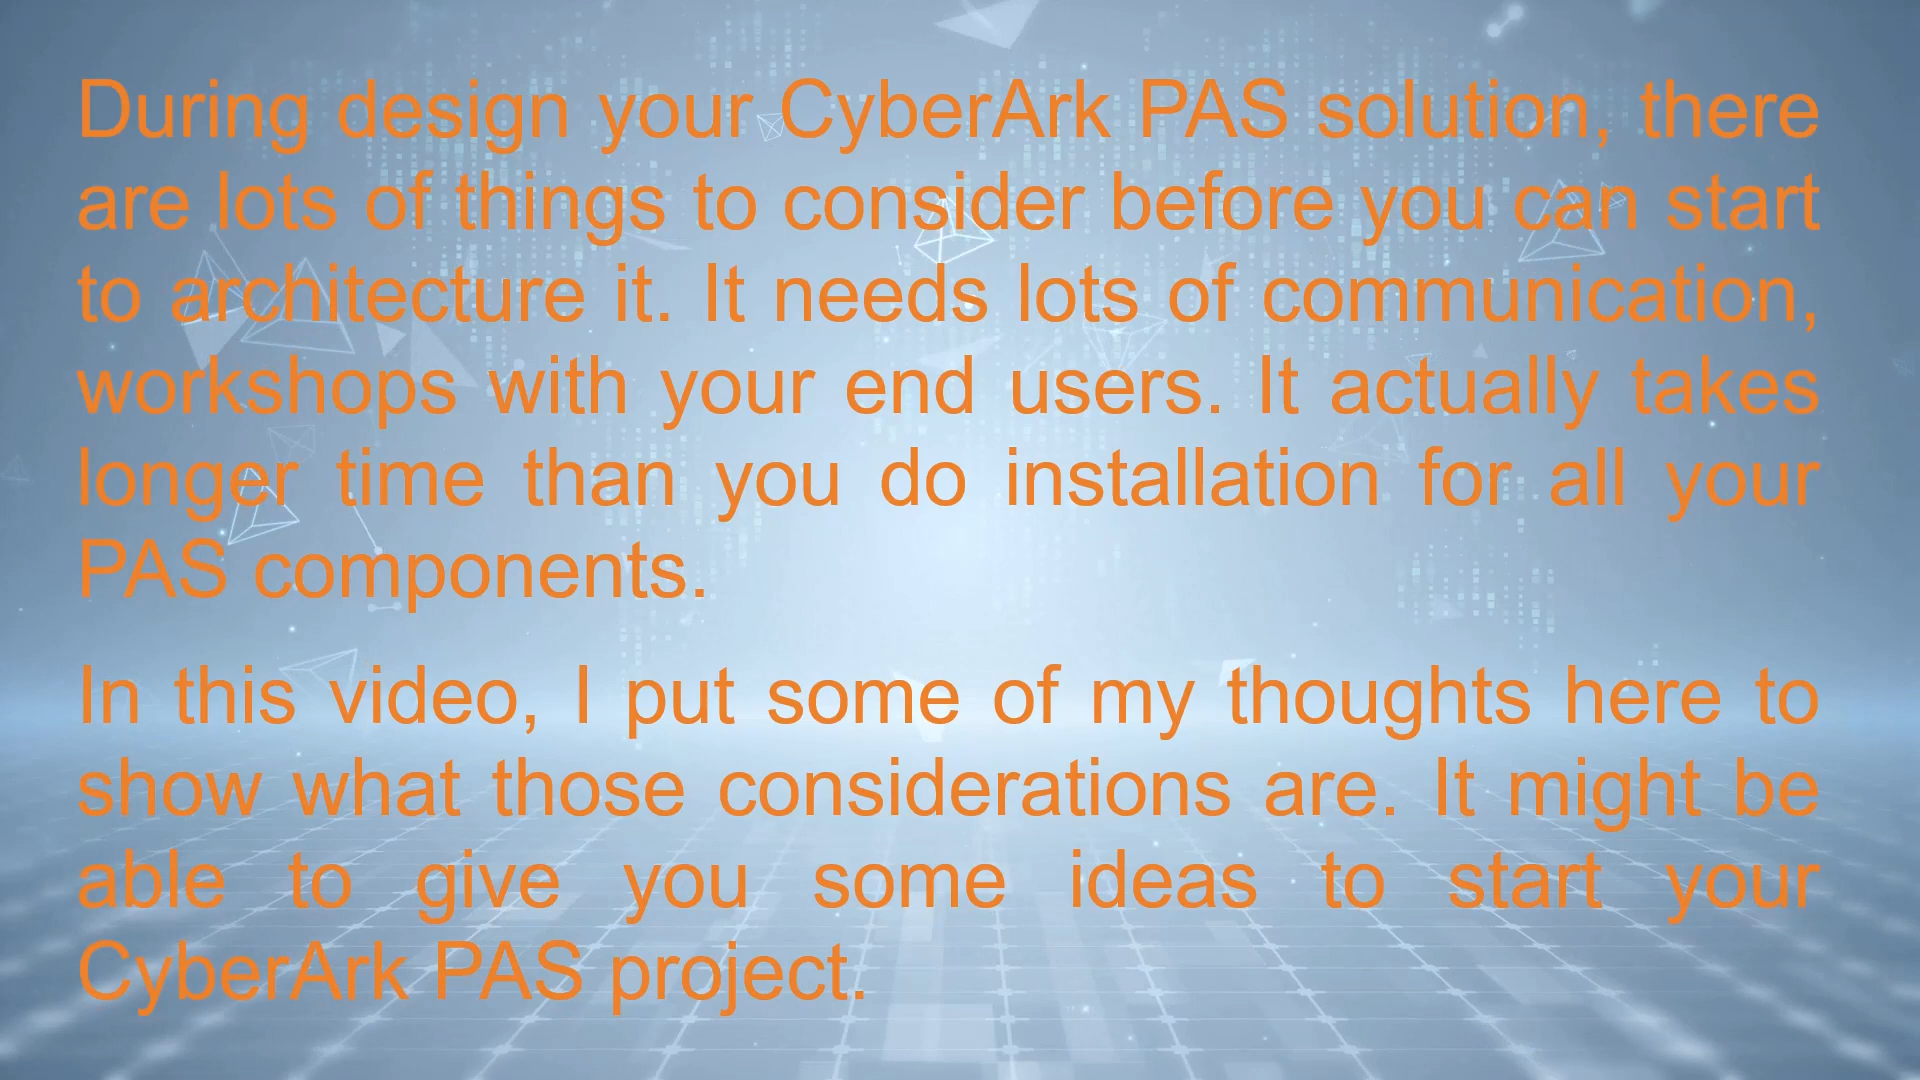 During design your CyberArk PAS solution, there
are lots of things to consider before you can start
to architecture it. It needs lots of communication,
workshops with your end users. It actually takes
longer time than you do installation for all your
PAS components.
In this video, I put some of my thoughts here to
show what those considerations are. It might be
able to give you some ideas to start your
CyberArk PAS project.